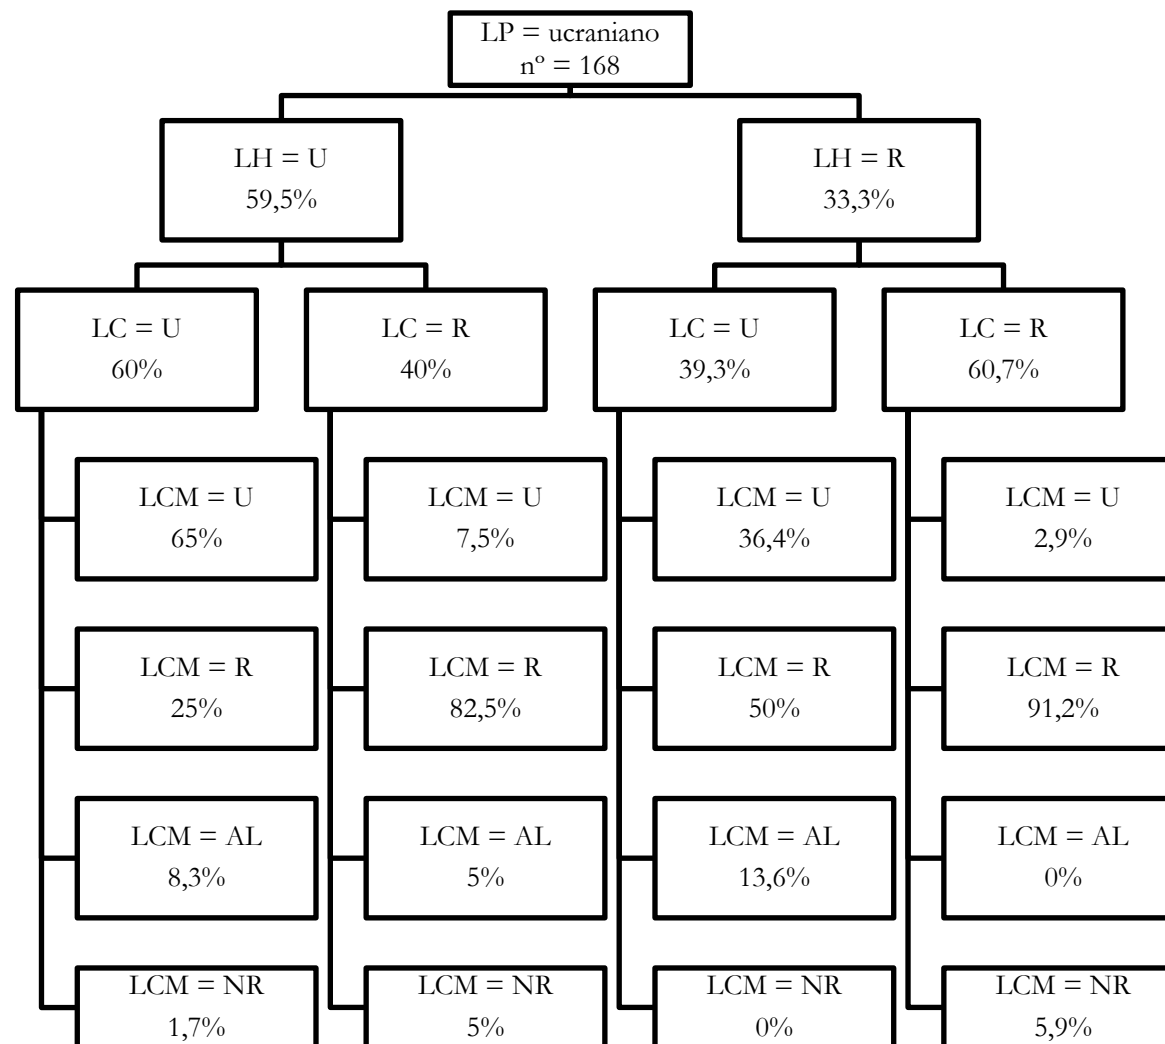 LP = ucraniano
nº = 168
LH = U
59,5%
LH = R
33,3%
LC = U
60%
LC = R
40%
LC = U
39,3%
LC = R
60,7%
LCM = U
65%
LCM = U
7,5%
LCM = U
36,4%
LCM = U
2,9%
LCM = R
25%
LCM = R
82,5%
LCM = R
50%
LCM = R
91,2%
LCM = AL
8,3%
LCM = AL
5%
LCM = AL
13,6%
LCM = AL
0%
LCM = NR
1,7%
LCM = NR
5%
LCM = NR
0%
LCM = NR
5,9%